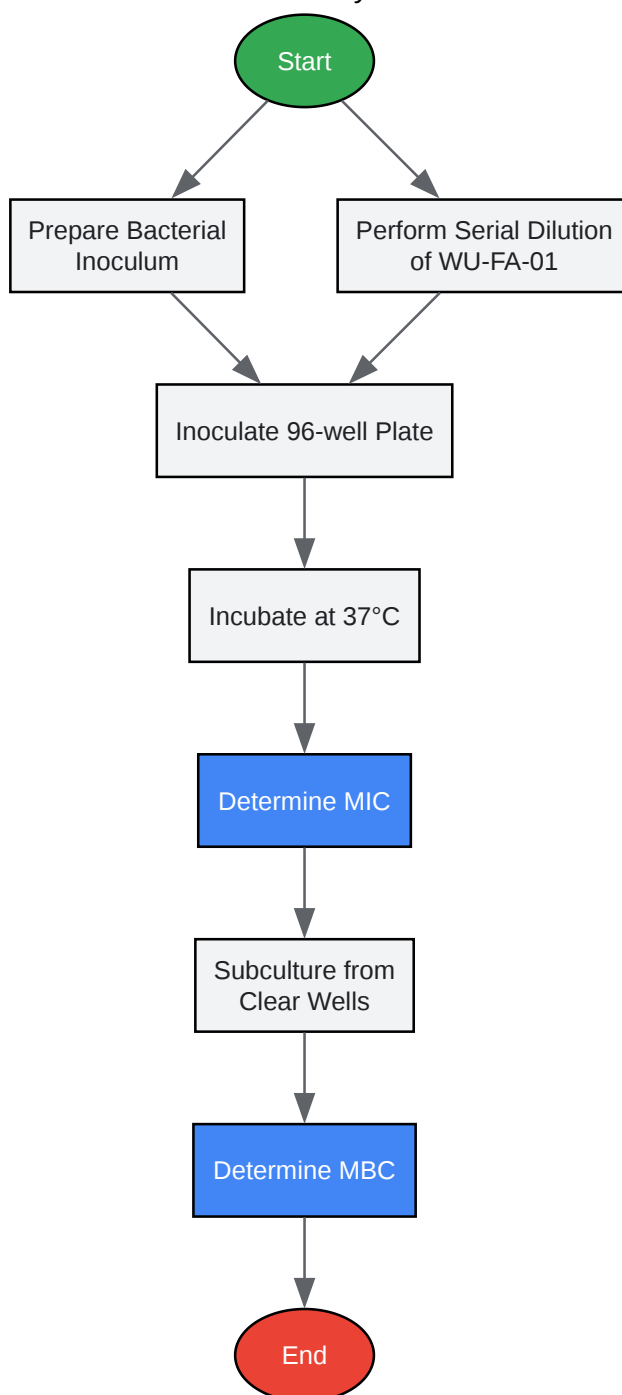 Start
Prepare Bacterial
Inoculum
Perform Serial Dilution
of WU-FA-01
Inoculate 96-well Plate
Incubate at 37°C
Determine MIC
Subculture from
Clear Wells
Determine MBC
End